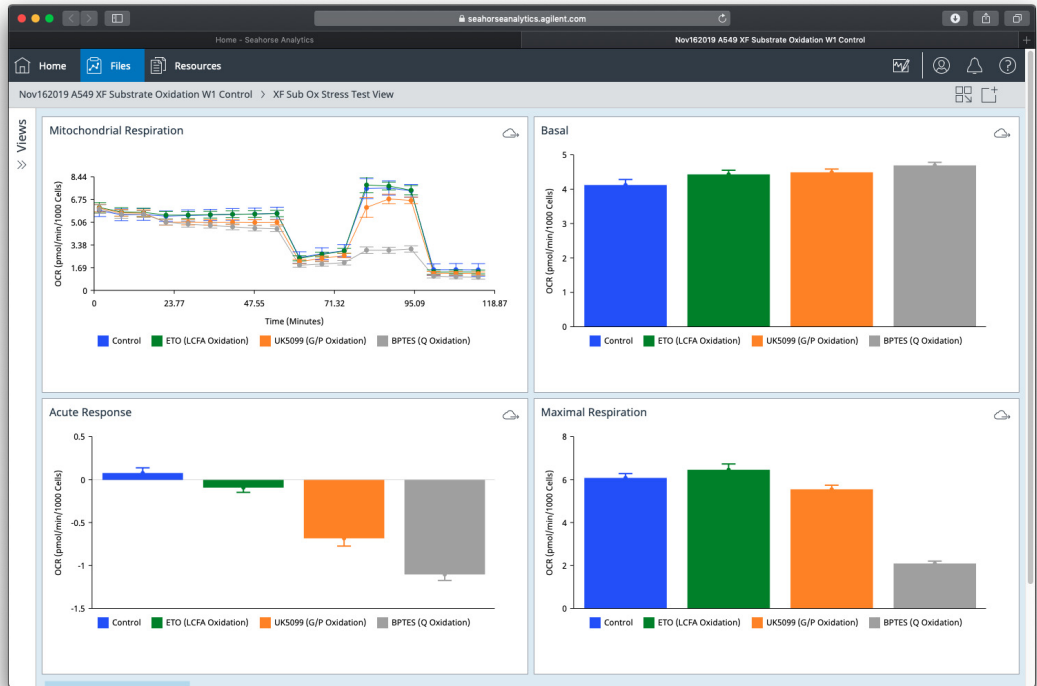 seahorseanalytics.agilent.com
Home – Seahorse Analytics
Nov162019 A549 XF Substrate Oxidation W1 Control
Home
Files
Resources
Nov162019 A549 XF Substrate Oxidation W1 Control > XF Sub Ox Stress Test View
Views
Mitochondrial Respiration
OCR (pmol/min/1000 Cells)
8.44
6.75
5.06
3.38
1.69
0
0 23.77 47.55 71.32 95.09 118.87
Time (Minutes)
Control ETO (LCFA Oxidation) UK5099 (G/P Oxidation) BPTES (Q Oxidation)
Basal
OCR (pmol/min/1000 Cells)
5
4
3
2
1
0
Control ETO (LCFA Oxidation) UK5099 (G/P Oxidation) BPTES (Q Oxidation)
Acute Response
OCR (pmol/min/1000 Cells)
0.5
0
-0.5
-1
-1.5
Control ETO (LCFA Oxidation) UK5099 (G/P Oxidation) BPTES (Q Oxidation)
Maximal Respiration
OCR (pmol/min/1000 Cells)
8
6
4
2
0
Control ETO (LCFA Oxidation) UK5099 (G/P Oxidation) BPTES (Q Oxidation)